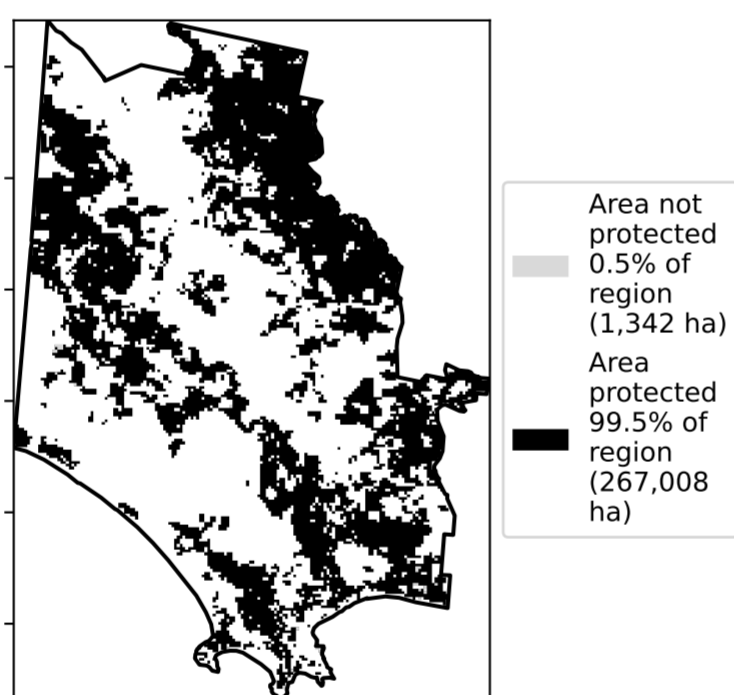 Area not
protected
0.5% of
region
(1,342 ha)
Area
protected
99.5% of
region
(267,008
ha)